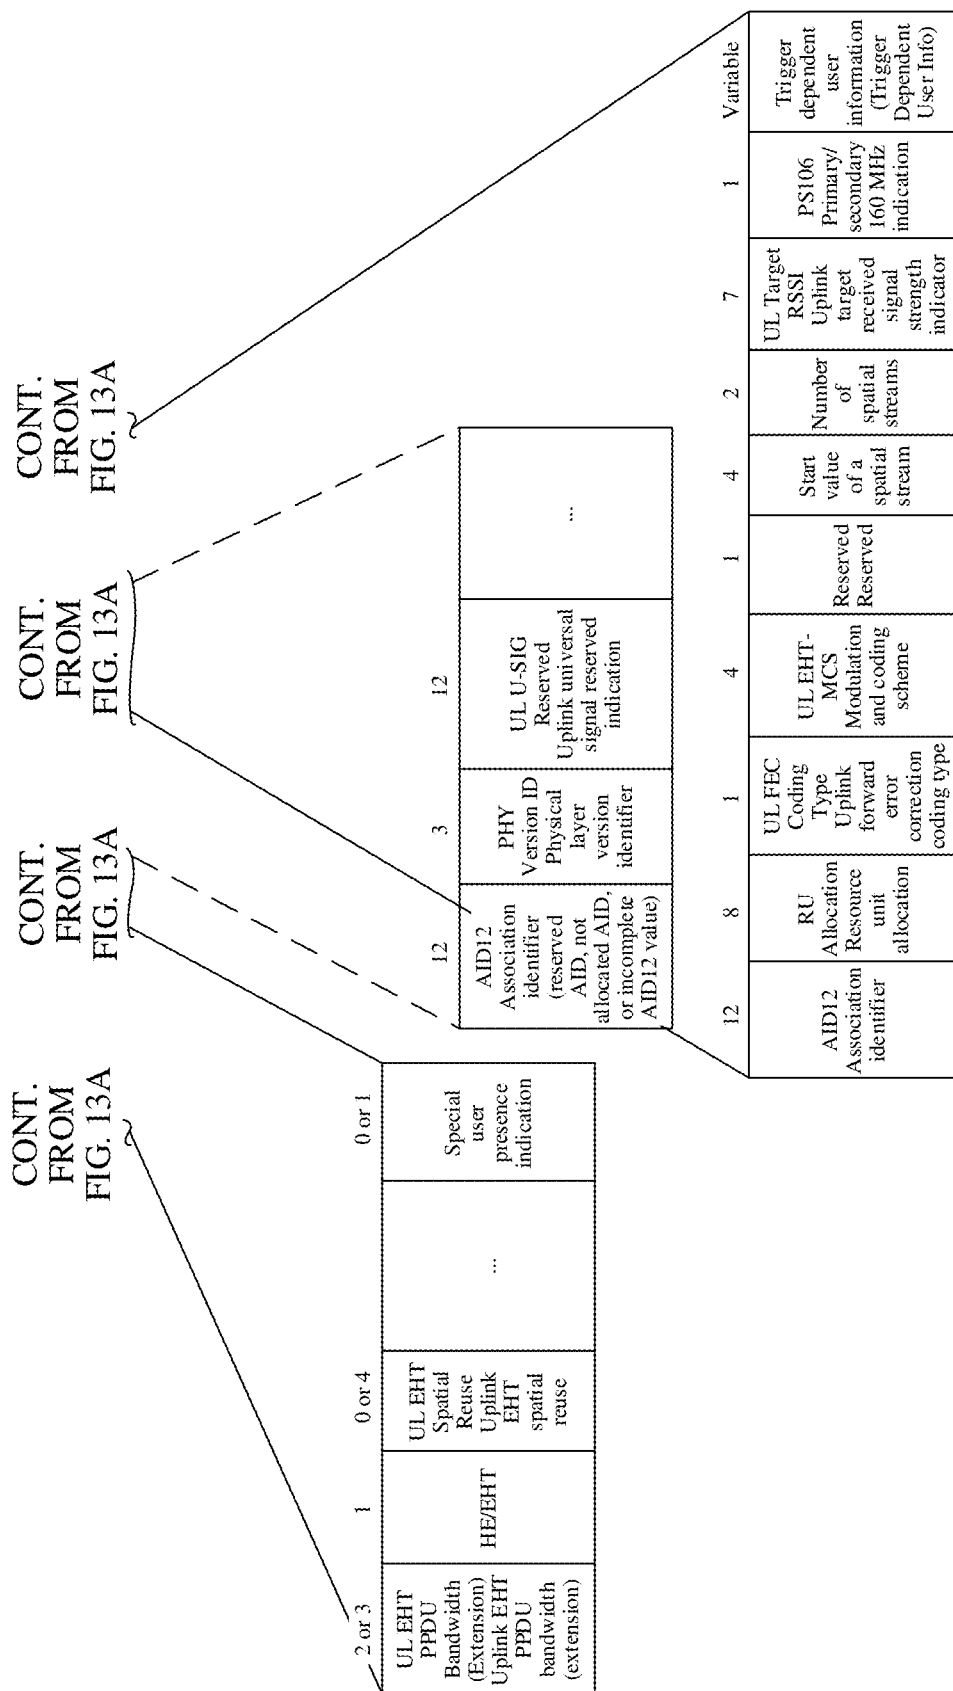 CONT.
FROM
FIG. 13A
CONT.
FROM
FIG. 13A
CONT.
FROM
FIG. 13A
CONT.
FROM
FIG. 13A
2 or 3
1
0 or 4
0 or 1
UL EHT
PPDU
Bandwidth
(Extension)
Uplink EHT
PPDU
bandwidth
(extension)
HE/EHT
UL EHT
Spatial
Reuse
Uplink
EHT
spatial
reuse
...
Special
user
presence
indication
12
3
12
AID12
Association
identifier
(reserved
AID, not
allocated AID,
or incomplete
AID12 value)
PHY
Version ID
Physical
layer
version
identifier
UL U-SIG
Reserved
Uplink universal
signal reserved
indication
...
12
8
1
4
1
4
2
7
1
Variable
AID12
Association
identifier
RU
Allocation
Resource
unit
allocation
UL FEC
Coding
Type
Uplink
forward
error
correction
coding type
UL EHT-
MCS
Modulation
and coding
scheme
Reserved
Reserved
Start
value
of a
spatial
stream
Number
of
spatial
streams
UL Target
RSSI
Uplink
target
received
signal
strength
indicator
PS106
Primary/
secondary
160 MHz
indication
Trigger
dependent
user
information
(Trigger
Dependent
User Info)